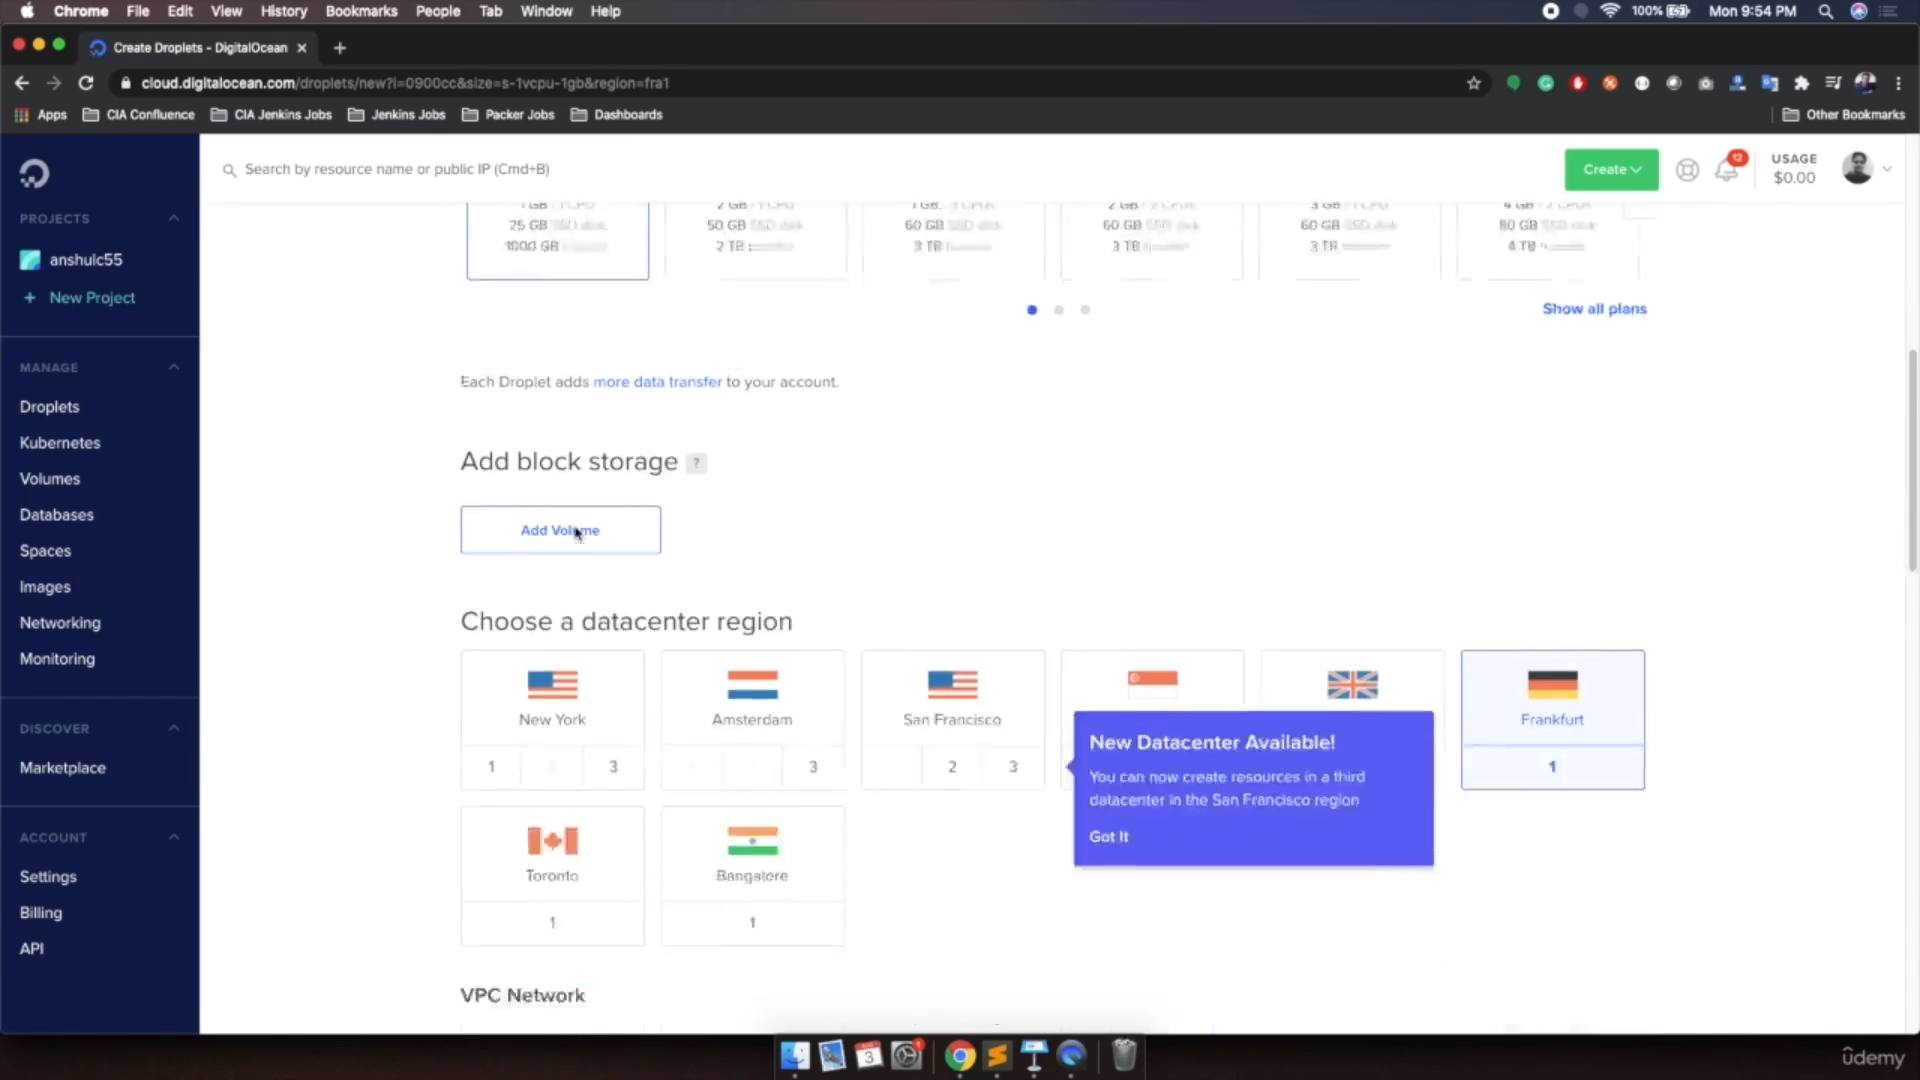 Chrome File Edit View History Bookmarks People Tab Window Help
100% Mon 9:54 PM
Create Droplets - DigitalOcean
cloud.digitalocean.com/droplets/new?i=0900cc&size=s-1vcpu-1gb&region=fra1
Apps CIA Confluence CIA Jenkins Jobs Jenkins Jobs Packer Jobs Dashboards Other Bookmarks
Search by resource name or public IP (Cmd+B)
Create
12
USAGE
$0.00
PROJECTS
anshulc55
+ New Project
MANAGE
Droplets
Kubernetes
Volumes
Databases
Spaces
Images
Networking
Monitoring
DISCOVER
Marketplace
ACCOUNT
Settings
Billing
API
25 GB 50 GB 60 GB 60 GB 60 GB 80 GB
1000 GB 2 TB 3 TB 3 TB 3 TB 4 TB
Show all plans
Each Droplet adds more data transfer to your account.
Add block storage ?
Add Volume
Choose a datacenter region
New York
1 3
Amsterdam
3
San Francisco
2 3
Frankfurt
1
New Datacenter Available!
You can now create resources in a third
datacenter in the San Francisco region
Got It
Toronto
1
Bangalore
1
VPC Network
3
1
ûdemy